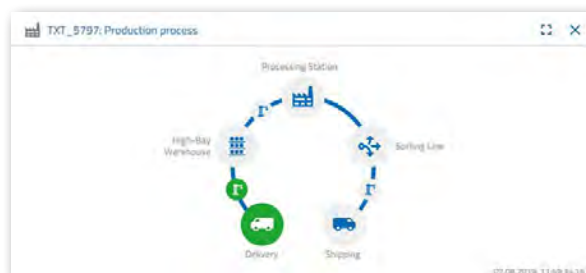 TXT_5797: Production process
Processing Station
High-Bay
Warehouse
Sorting Line
Delivery
Shipping